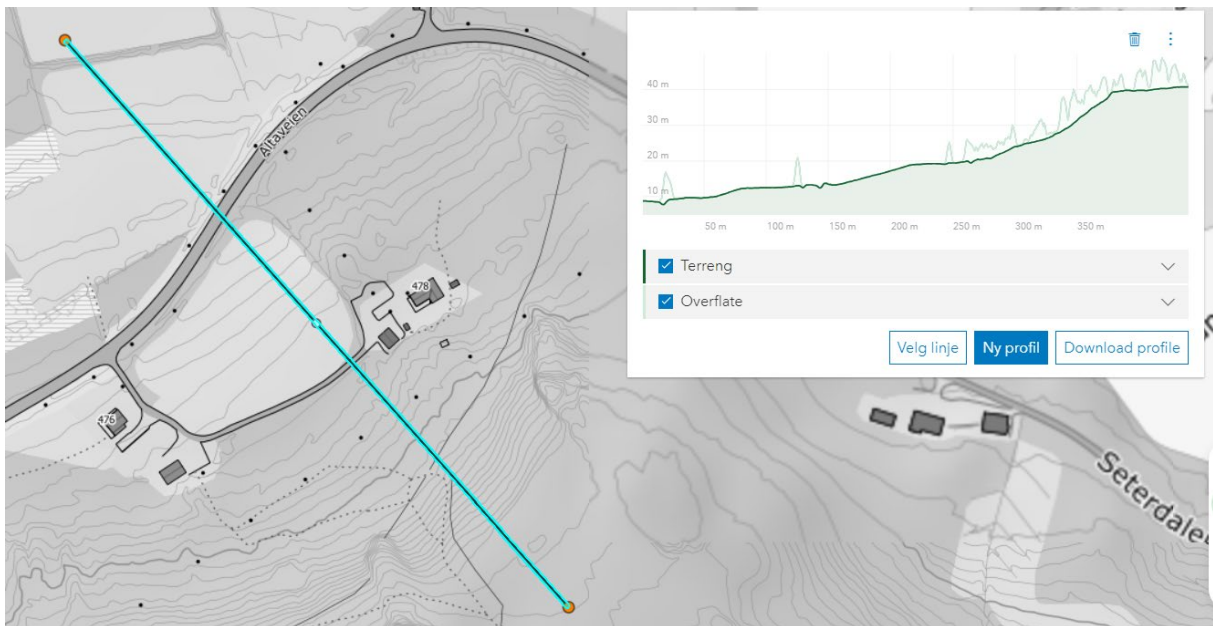 Altaveien
478
476
40 m
30 m
20 m
10 m
50 m 100 m 150 m 200 m 250 m 300 m 350 m
Terreng
Overflate
Velg linje Ny profil Download profile